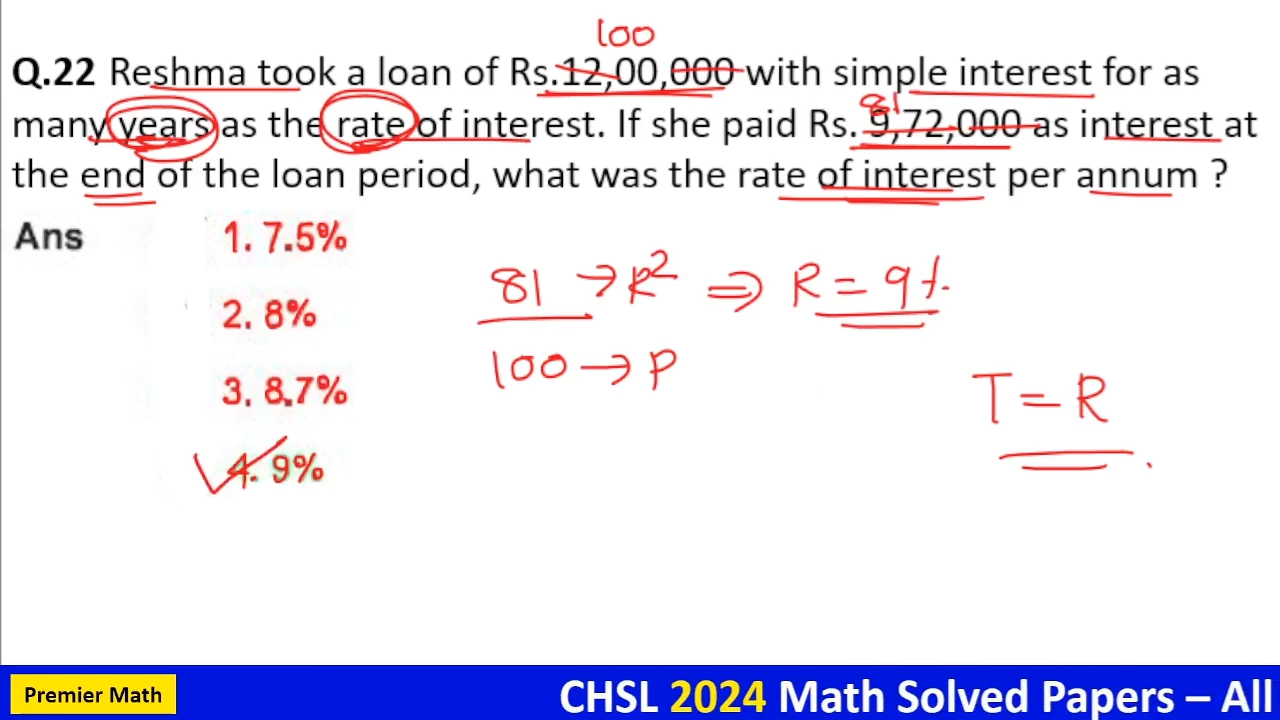 100
Q.22 Reshma took a loan of Rs.12,00,000 with simple interest for as
81
many years as the rate of interest. If she paid Rs. 9,72,000 as interest at
the end of the loan period, what was the rate of interest per annum ?
Ans
1. 7.5%
2. 8%
3. 8.7%
4. 9%
81 → R² ⇒ R = 9%
100 → P
T = R
Premier Math
CHSL 2024 Math Solved Papers – All